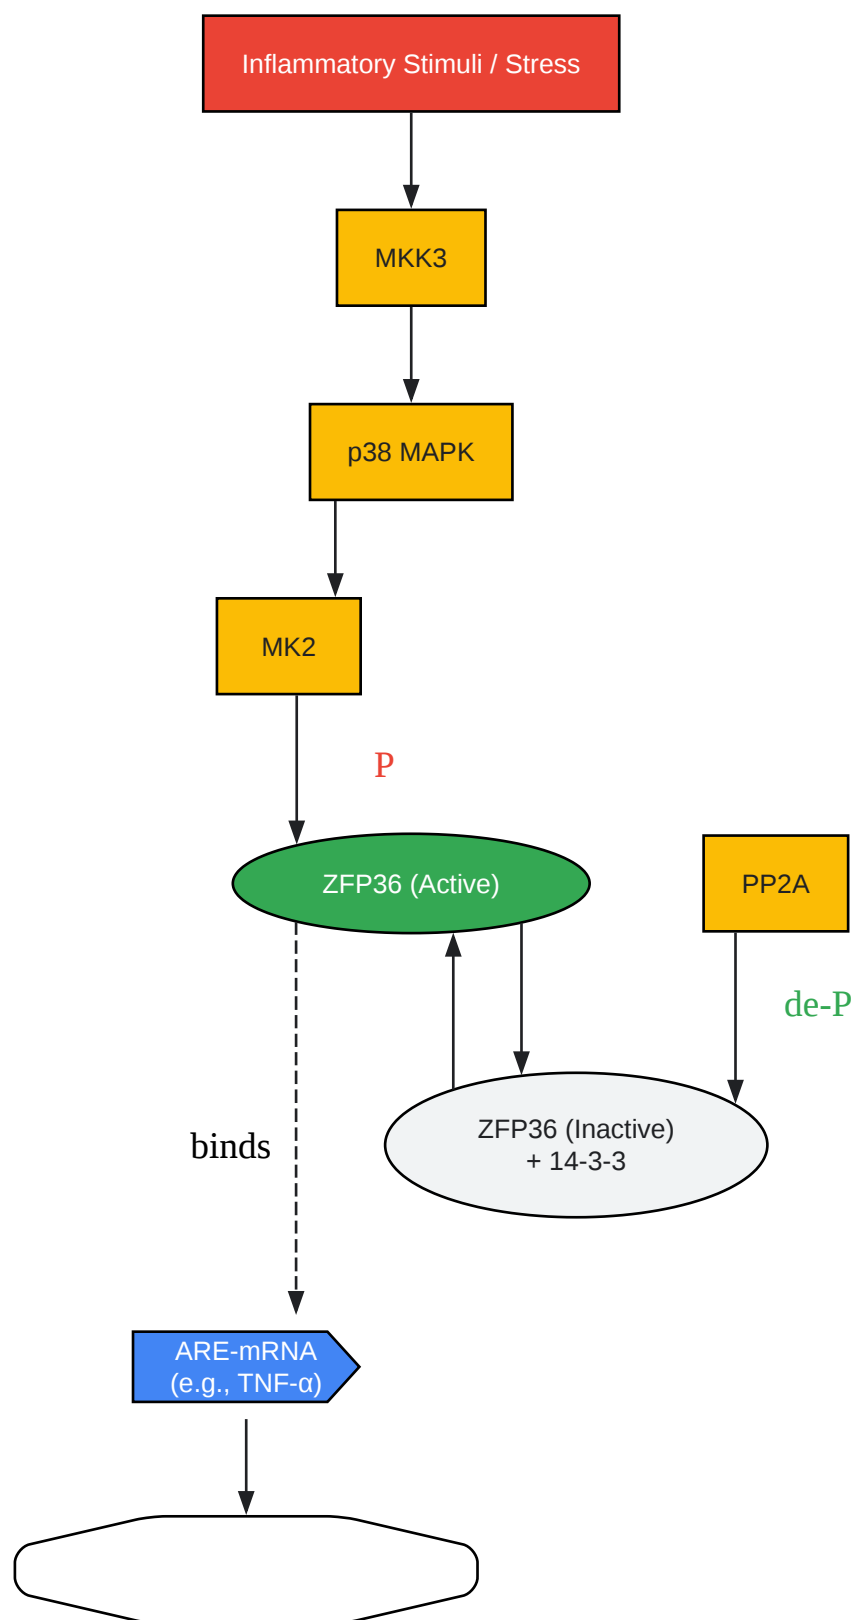 Inflammatory Stimuli / Stress
MKK3
p38 MAPK
MK2
P
ZFP36 (Active)
PP2A
de-P
ZFP36 (Inactive)
+ 14-3-3
binds
ARE-mRNA
(e.g., TNF-α)